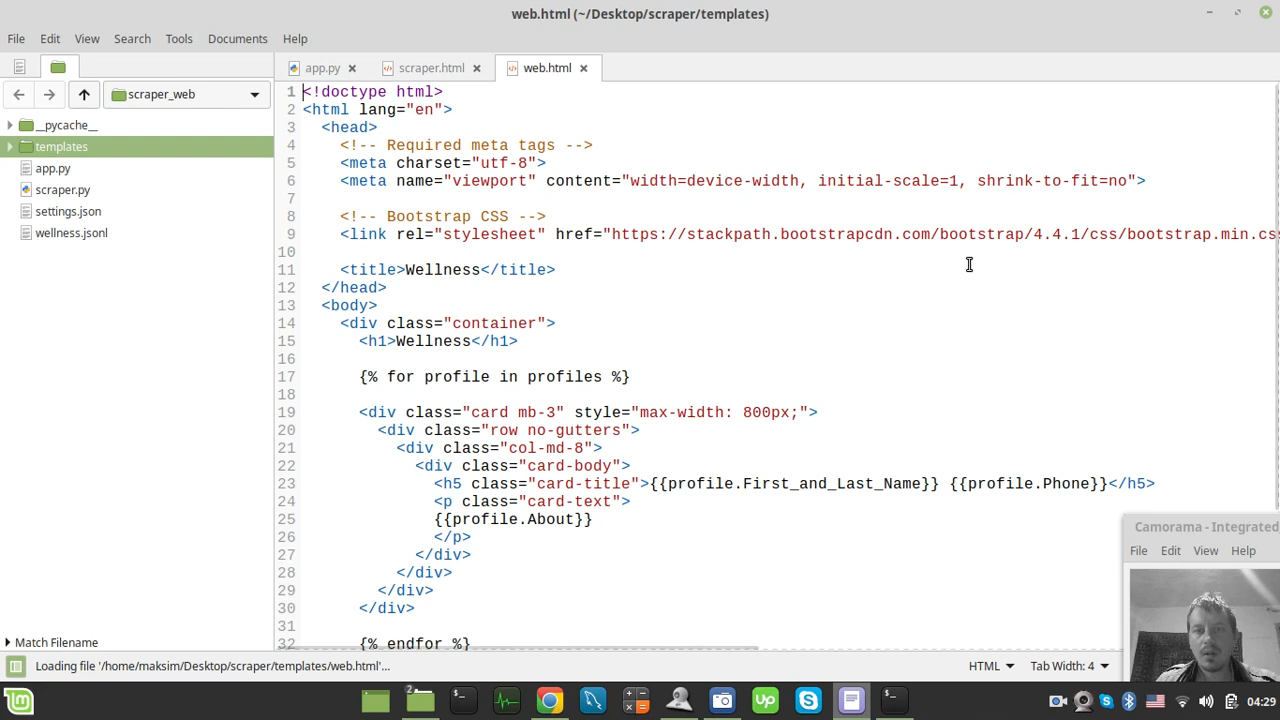 web.html (~/Desktop/scraper/templates)
File Edit View Search Tools Documents Help
app.py scraper.html web.html
scraper_web
__pycache__
templates
app.py
scraper.py
settings.json
wellness.jsonl
1 <!doctype html>
2 <html lang="en">
3 <head>
4 <!-- Required meta tags -->
5 <meta charset="utf-8">
6 <meta name="viewport" content="width=device-width, initial-scale=1, shrink-to-fit=no">
7
8 <!-- Bootstrap CSS -->
9 <link rel="stylesheet" href="https://stackpath.bootstrapcdn.com/bootstrap/4.4.1/css/bootstrap.min.css
10
11 <title>Wellness</title>
12 </head>
13 <body>
14 <div class="container">
15 <h1>Wellness</h1>
16
17 {% for profile in profiles %}
18
19 <div class="card mb-3" style="max-width: 800px;">
20 <div class="row no-gutters">
21 <div class="col-md-8">
22 <div class="card-body">
23 <h5 class="card-title">{{profile.First_and_Last_Name}} {{profile.Phone}}</h5>
24 <p class="card-text">
25 {{profile.About}}
26 </p>
27 </div>
28 </div>
29 </div>
30 </div>
31
32 {% endfor %}
Camorama - Integrated
File Edit View Help
Match Filename
Loading file '/home/maksim/Desktop/scraper/templates/web.html'...
HTML Tab Width: 4
2
Up
04:29